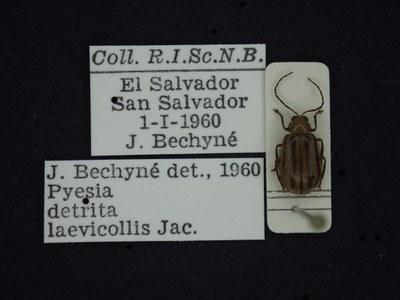 Coll. R.I.Sc.N.B.
El Salvador
San Salvador
1-I-1960
J. Bechyné
J. Bechyné det., 1960
Pyesia
detrita
laevicollis Jac.